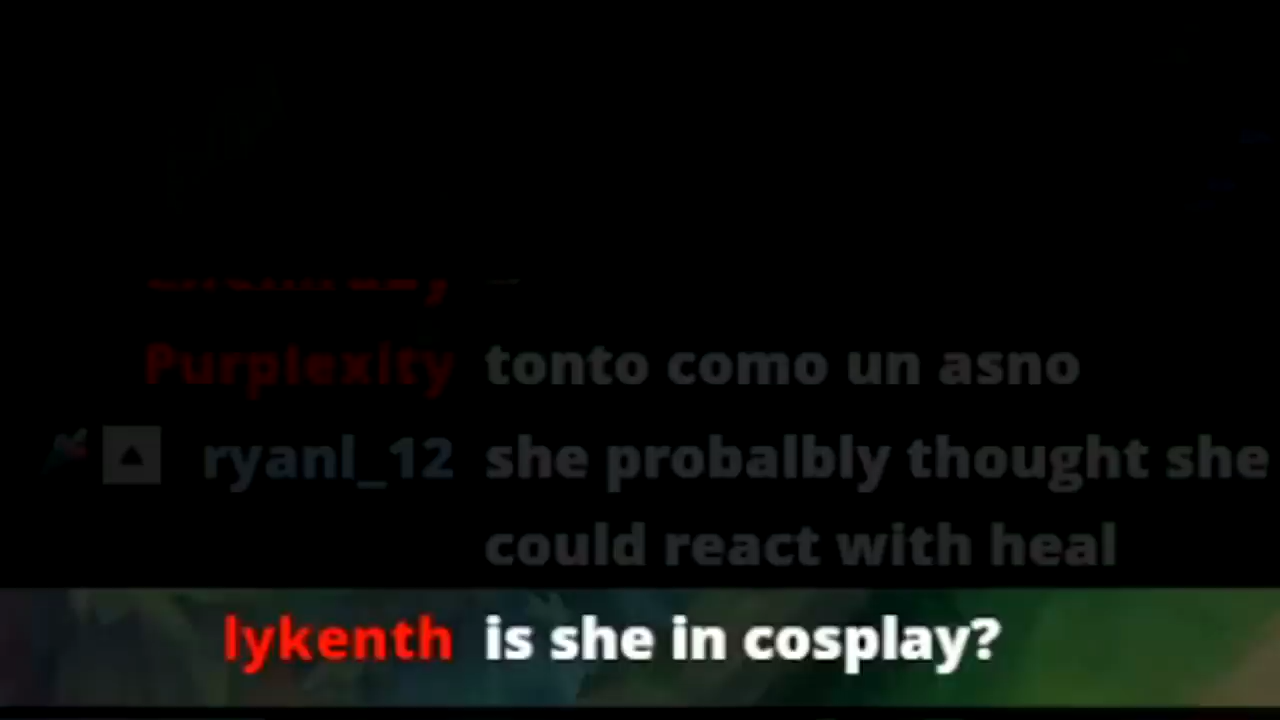 Purplexity tonto como un asno
ryanl_12 she probalbly thought she
could react with heal
lykenth is she in cosplay?